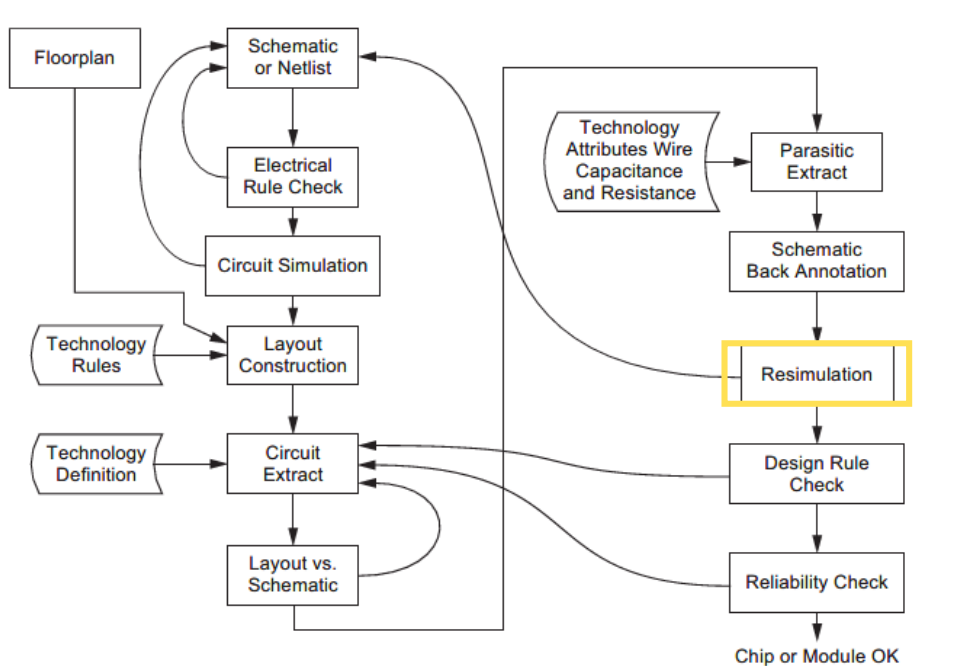 Floorplan
Schematic
or Netlist
Electrical
Rule Check
Circuit Simulation
Technology
Rules
Layout
Construction
Technology
Definition
Circuit
Extract
Layout vs.
Schematic
Technology
Attributes Wire
Capacitance
and Resistance
Parasitic
Extract
Schematic
Back Annotation
Resimulation
Design Rule
Check
Reliability Check
Chip or Module OK